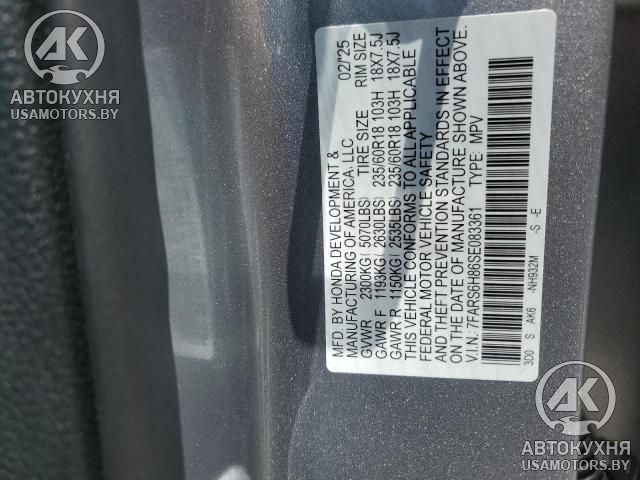 MFD. BY HONDA DEVELOPMENT &
MANUFACTURING OF AMERICA, LLC 02/'25
GVWR 2300KG( 5070LBS) TIRE SIZE RIM SIZE
GAWR F 1193KG( 2630LBS) 235/60R18 103H 18X7.5J
GAWR R 1150KG( 2535LBS) 235/60R18 103H 18X7.5J
THIS VEHICLE CONFORMS TO ALL APPLICABLE
FEDERAL MOTOR VEHICLE SAFETY
AND THEFT PREVENTION STANDARDS IN EFFECT
ON THE DATE OF MANUFACTURE SHOWN ABOVE.
V.I.N: 7FARS6H86SE083361 TYPE: MPV
3D0 S AK6 -NH932M -S -E
АК
АВТОКУХНЯ
USAMOTORS.BY
АК
АВТОКУХНЯ
USAMOTORS.BY